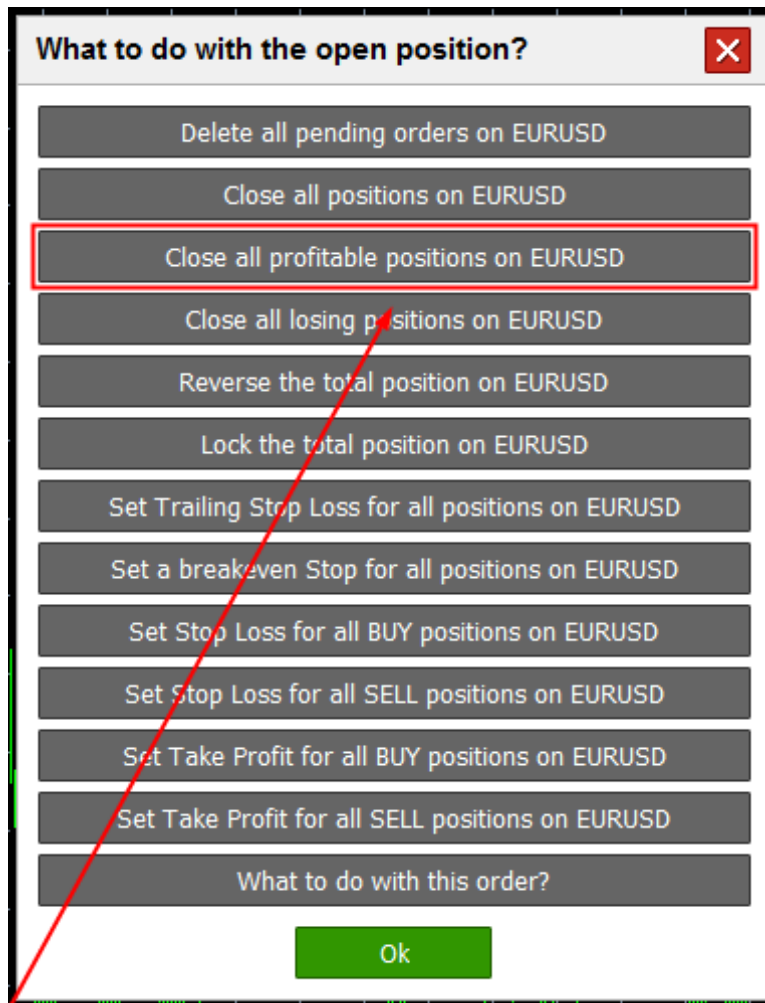 What to do with the open position?
Delete all pending orders on EURUSD
Close all positions on EURUSD
Close all profitable positions on EURUSD
Close all losing positions on EURUSD
Reverse the total position on EURUSD
Lock the total position on EURUSD
Set Trailing Stop Loss for all positions on EURUSD
Set a breakeven Stop for all positions on EURUSD
Set Stop Loss for all BUY positions on EURUSD
Set Stop Loss for all SELL positions on EURUSD
Set Take Profit for all BUY positions on EURUSD
Set Take Profit for all SELL positions on EURUSD
What to do with this order?
Ok